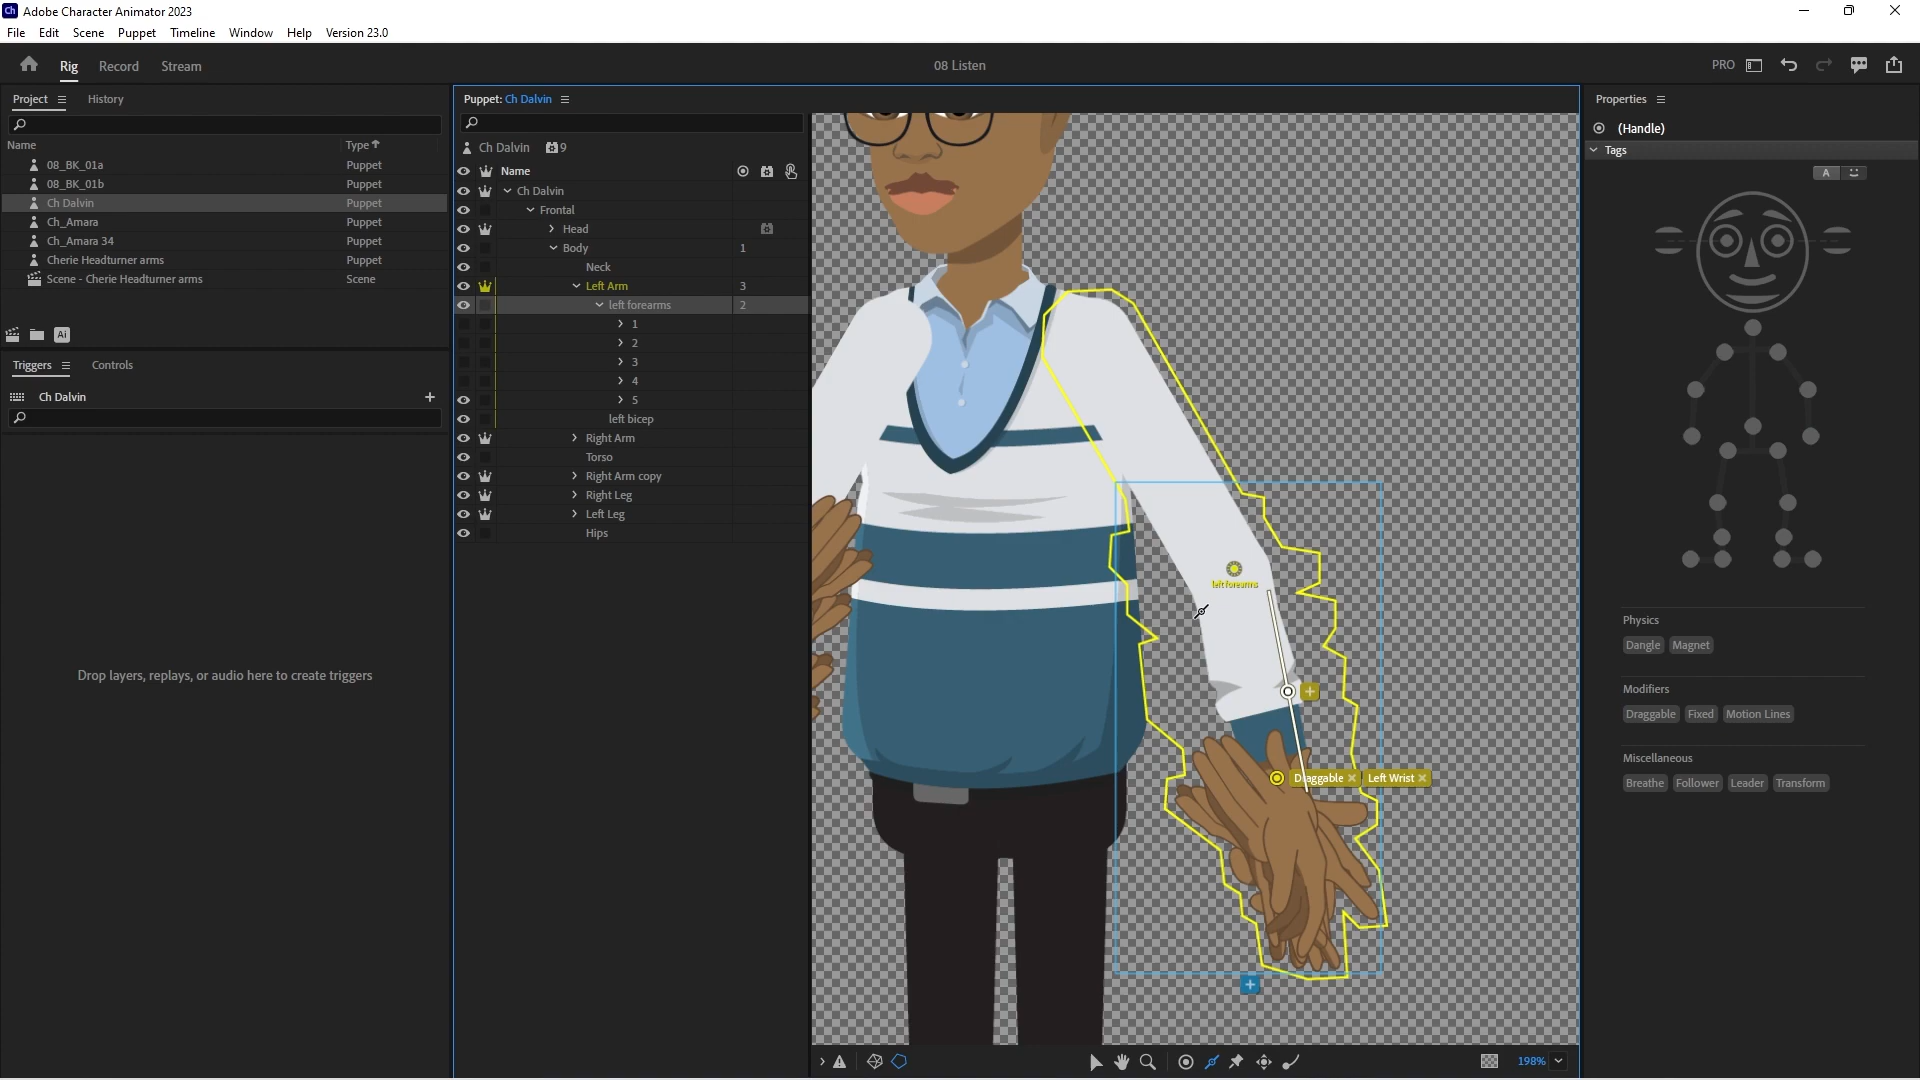 Ch Adobe Character Animator 2023
File Edit Scene Puppet Timeline Window Help Version 23.0
Rig Record Stream
08 Listen
PRO
Project
History
Name Type
08_BK_01a Puppet
08_BK_01b Puppet
Ch Dalvin Puppet
Ch_Amara Puppet
Ch_Amara 34 Puppet
Cherie Headturner arms Puppet
Scene - Cherie Headturner arms Scene
Ai
Triggers
Controls
Ch Dalvin
Drop layers, replays, or audio here to create triggers
Puppet: Ch Dalvin
Ch Dalvin 9
Name
Ch Dalvin
Frontal
Head
Body 1
Neck
Left Arm 3
left forearms 2
1
2
3
4
5
left bicep
Right Arm
Torso
Right Arm copy
Right Leg
Left Leg
Hips
left forearms
Draggable
Left Wrist
198%
Properties
(Handle)
Tags
A
Physics
Dangle Magnet
Modifiers
Draggable Fixed Motion Lines
Miscellaneous
Breathe Follower Leader Transform